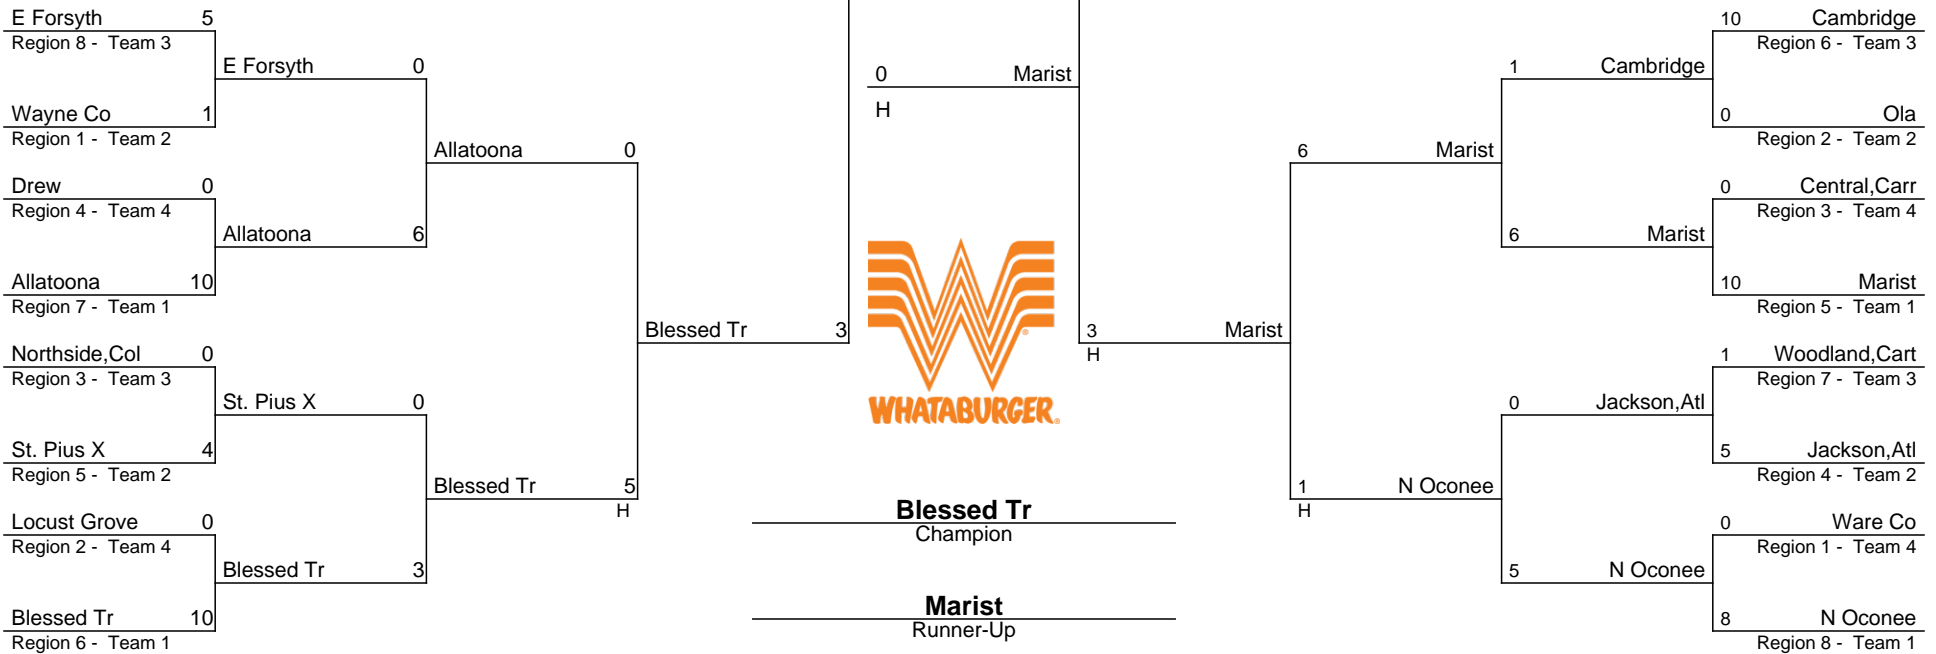 E Forsyth 5
Region 8 - Team 3
Wayne Co 1
Region 1 - Team 2
Drew 0
Region 4 - Team 4
Allatoona 10
Region 7 - Team 1
Northside,Col 0
Region 3 - Team 3
St. Pius X 4
Region 5 - Team 2
Locust Grove 0
Region 2 - Team 4
Blessed Tr 10
Region 6 - Team 1
E Forsyth 0
Allatoona 6
St. Pius X 0
Blessed Tr 3
Allatoona 0
Blessed Tr 5
H
Blessed Tr 3
0 Marist
H
WHATABURGER®
Blessed Tr
Champion
Marist
Runner-Up
3 Marist
H
6 Marist
1 N Oconee
H
1 Cambridge
6 Marist
0 Jackson,Atl
5 N Oconee
10 Cambridge
Region 6 - Team 3
0 Ola
Region 2 - Team 2
0 Central,Carr
Region 3 - Team 4
10 Marist
Region 5 - Team 1
1 Woodland,Cart
Region 7 - Team 3
5 Jackson,Atl
Region 4 - Team 2
0 Ware Co
Region 1 - Team 4
8 N Oconee
Region 8 - Team 1